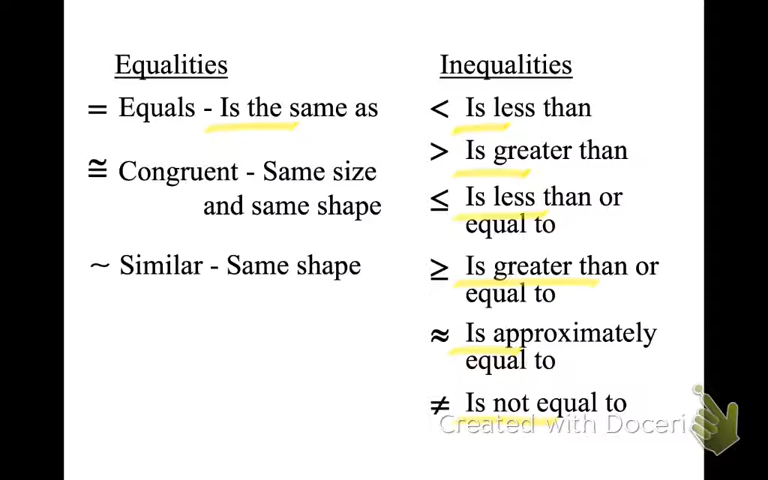 Equalities
= Equals - Is the same as
≅ Congruent - Same size
and same shape
~ Similar - Same shape
Inequalities
< Is less than
> Is greater than
≤ Is less than or
equal to
≥ Is greater than or
equal to
≈ Is approximately
equal to
≠ Is not equal to
Created with Doceri